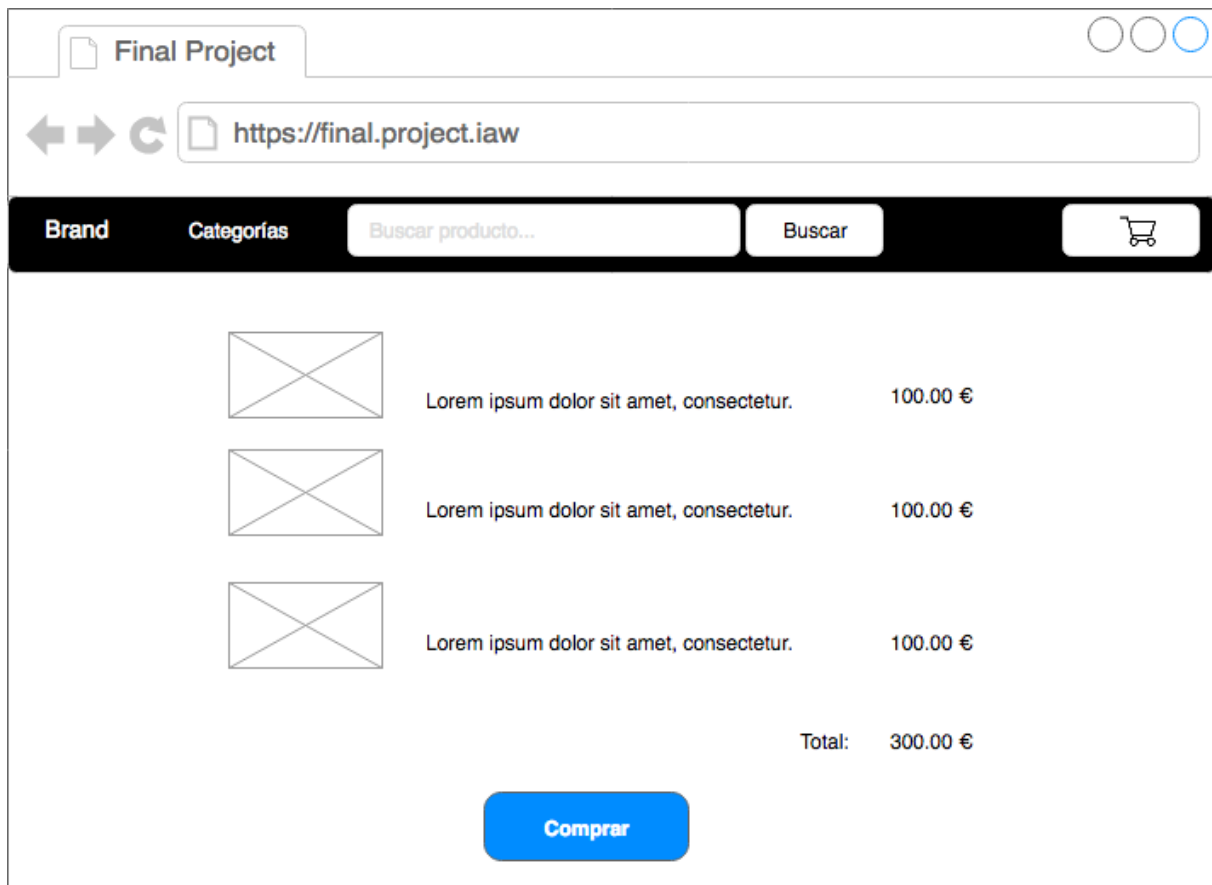 Final Project
https://final.project.iaw
Brand Categorías Buscar producto... Buscar
Lorem ipsum dolor sit amet, consectetur. 100.00 €
Lorem ipsum dolor sit amet, consectetur. 100.00 €
Lorem ipsum dolor sit amet, consectetur. 100.00 €
Total: 300.00 €
Comprar